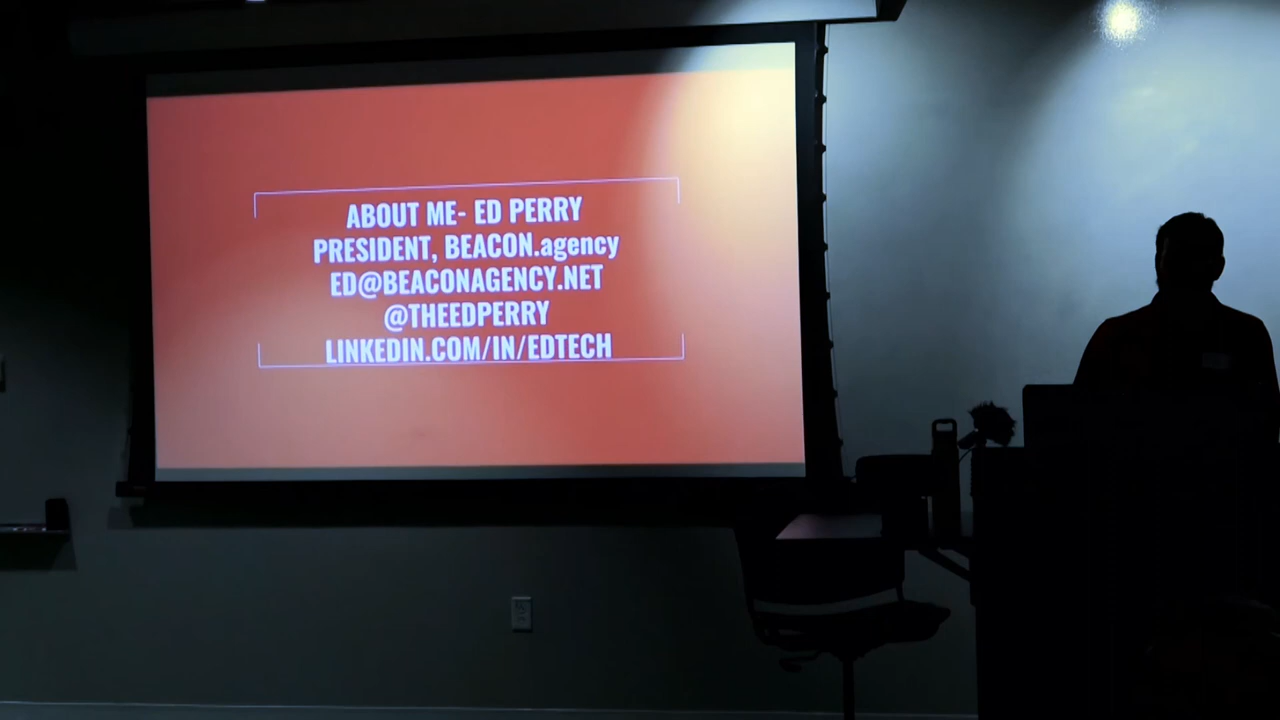 ABOUT ME- ED PERRY
PRESIDENT, BEACON.agency
ED@BEACONAGENCY.NET
@THEEDPERRY
LINKEDIN.COM/IN/EDTECH